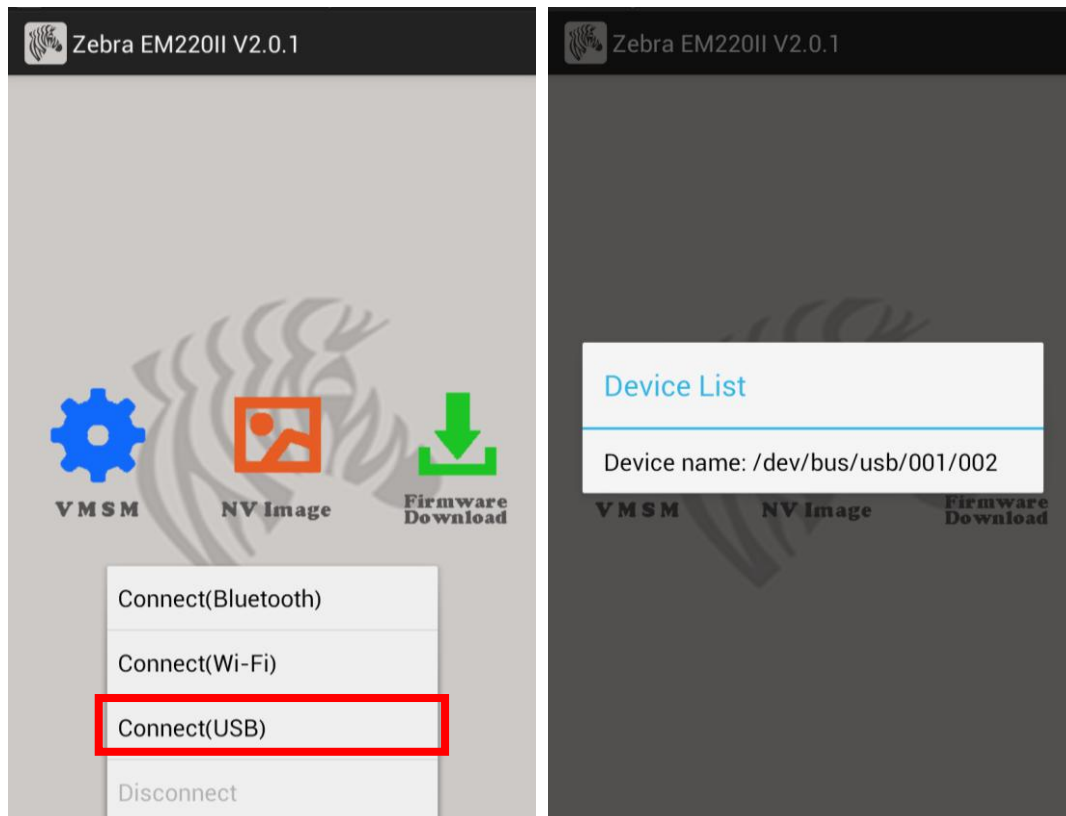 Zebra EM220II V2.0.1
VMSM
NV Image
Firmware
Download
Connect(Bluetooth)
Connect(Wi-Fi)
Connect(USB)
Disconnect
Zebra EM220II V2.0.1
Device List
Device name: /dev/bus/usb/001/002
VMSM
NV Image
Firmware
Download